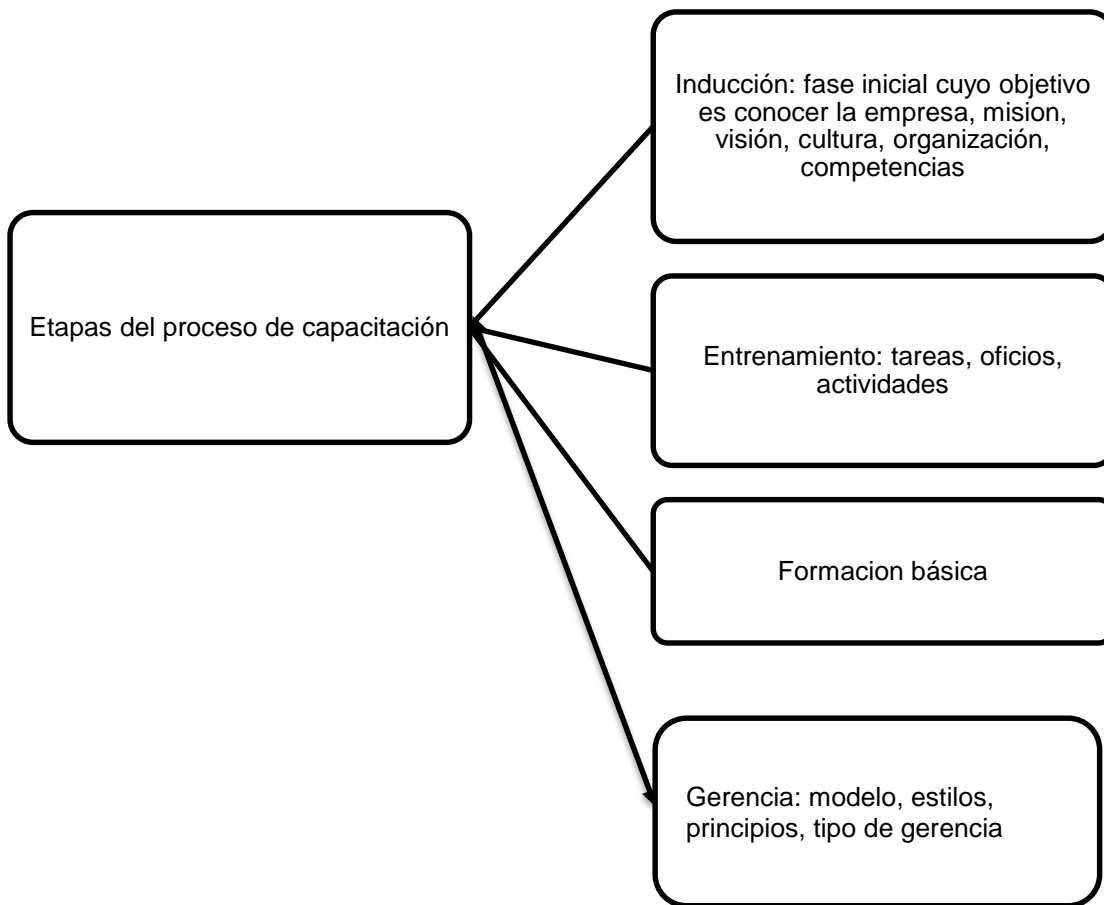 Inducción: fase inicial cuyo objetivo
es conocer la empresa, mision,
visión, cultura, organización,
competencias
Etapas del proceso de capacitación
Entrenamiento: tareas, oficios,
actividades
Formacion básica
Gerencia: modelo, estilos,
principios, tipo de gerencia